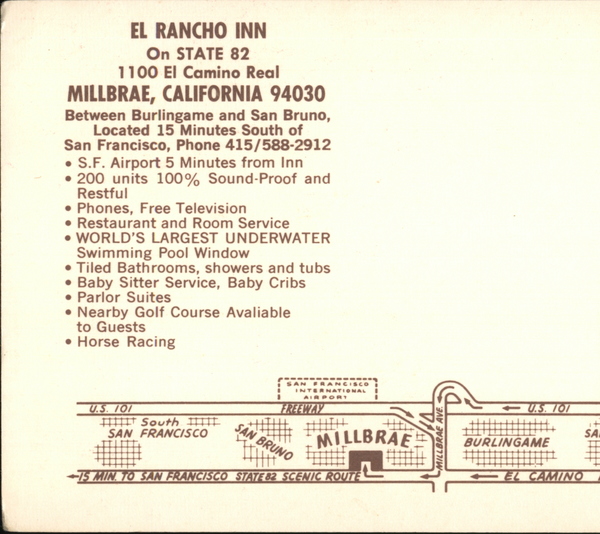 EL RANCHO INN
On STATE 82
1100 El Camino Real
MILLBRAE, CALIFORNIA 94030
Between Burlingame and San Bruno,
Located 15 Minutes South of
San Francisco, Phone 415/588-2912
• S.F. Airport 5 Minutes from Inn
• 200 units 100% Sound-Proof and
Restful
• Phones, Free Television
• Restaurant and Room Service
• WORLD'S LARGEST UNDERWATER
Swimming Pool Window
• Tiled Bathrooms, showers and tubs
• Baby Sitter Service, Baby Cribs
• Parlor Suites
• Nearby Golf Course Avaliable
to Guests
• Horse Racing
SAN FRANCISCO
INTERNATIONAL
AIRPORT
U.S. 101
FREEWAY
U.S. 101
South
SAN FRANCISCO
SAN BRUNO
MILLBRAE
MILLBRAE AVE.
BURLINGAME
SA
15 MIN. TO SAN FRANCISCO
STATE 82 SCENIC ROUTE
EL CAMINO